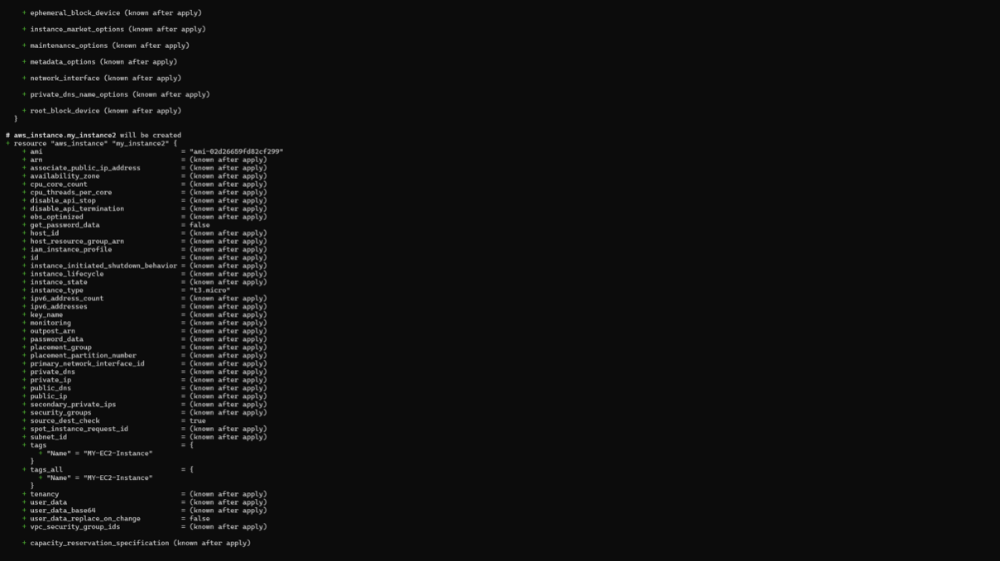 + ephemeral_block_device (known after apply)
+ instance_market_options (known after apply)
+ maintenance_options (known after apply)
+ metadata_options (known after apply)
+ network_interface (known after apply)
+ private_dns_name_options (known after apply)
+ root_block_device (known after apply)
}
# aws_instance.my_instance2 will be created
+ resource "aws_instance" "my_instance2" {
+ ami = "ami-02d26659fd82cf299"
+ arn = (known after apply)
+ associate_public_ip_address = (known after apply)
+ availability_zone = (known after apply)
+ cpu_core_count = (known after apply)
+ cpu_threads_per_core = (known after apply)
+ disable_api_stop = (known after apply)
+ disable_api_termination = (known after apply)
+ ebs_optimized = (known after apply)
+ get_password_data = false
+ host_id = (known after apply)
+ host_resource_group_arn = (known after apply)
+ iam_instance_profile = (known after apply)
+ id = (known after apply)
+ instance_initiated_shutdown_behavior = (known after apply)
+ instance_lifecycle = (known after apply)
+ instance_state = (known after apply)
+ instance_type = "t3.micro"
+ ipv6_address_count = (known after apply)
+ ipv6_addresses = (known after apply)
+ key_name = (known after apply)
+ monitoring = (known after apply)
+ outpost_arn = (known after apply)
+ password_data = (known after apply)
+ placement_group = (known after apply)
+ placement_partition_number = (known after apply)
+ primary_network_interface_id = (known after apply)
+ private_dns = (known after apply)
+ private_ip = (known after apply)
+ public_dns = (known after apply)
+ public_ip = (known after apply)
+ secondary_private_ips = (known after apply)
+ security_groups = (known after apply)
+ source_dest_check = true
+ spot_instance_request_id = (known after apply)
+ subnet_id = (known after apply)
+ tags = {
+ "Name" = "MY-EC2-Instance"
}
+ tags_all = {
+ "Name" = "MY-EC2-Instance"
}
+ tenancy = (known after apply)
+ user_data = (known after apply)
+ user_data_base64 = (known after apply)
+ user_data_replace_on_change = false
+ vpc_security_group_ids = (known after apply)
+ capacity_reservation_specification (known after apply)